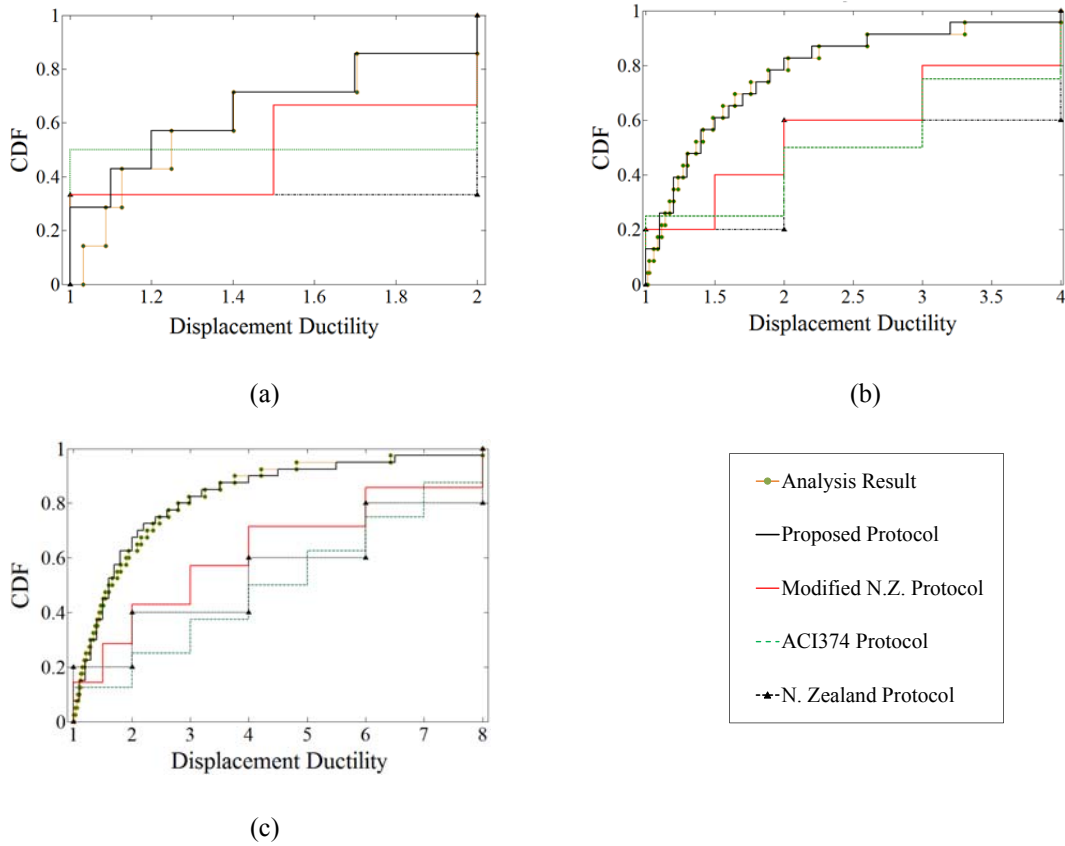 1
0.8
0.6
0.4
0.2
0
CDF
1
1.2
1.4
1.6
1.8
2
Displacement Ductility
(a)
1
0.8
0.6
0.4
0.2
0
CDF
1
1.5
2
2.5
3
3.5
4
Displacement Ductility
(b)
1
0.8
0.6
0.4
0.2
0
CDF
1
2
3
4
5
6
7
8
Displacement Ductility
(c)
Analysis Result
Proposed Protocol
Modified N.Z. Protocol
ACI374 Protocol
N. Zealand Protocol